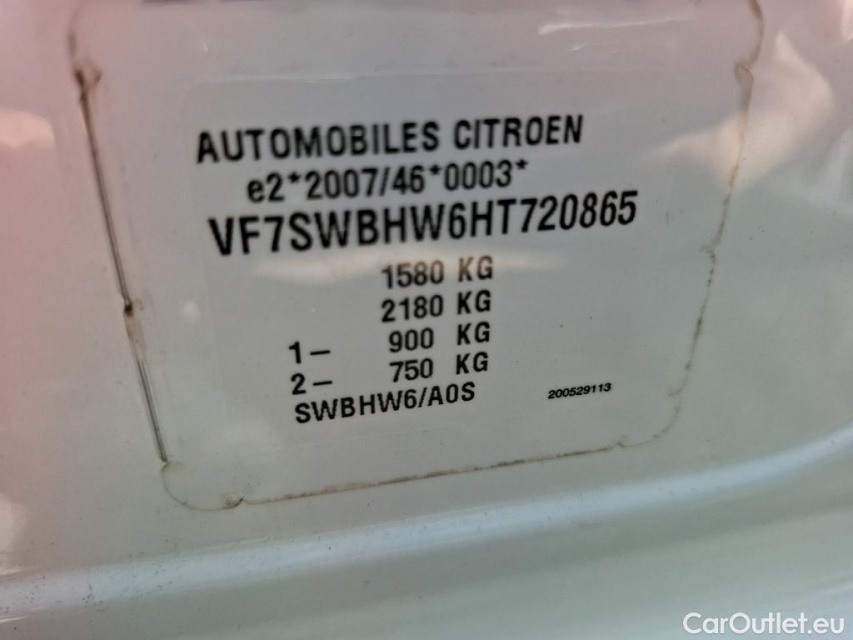 AUTOMOBILES CITROEN
e2*2007/46*0003*
VF7SWBHW6HT720865
1580 KG
2180 KG
1– 900 KG
2– 750 KG
SWBHW6/A0S
200529113
CarOutlet.eu